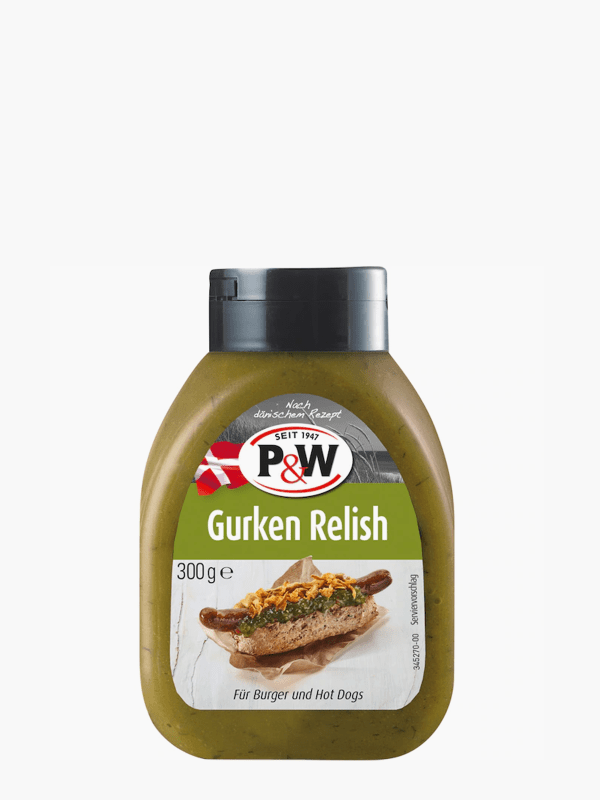 Nach
dänischem Rezept
SEIT 1947
P&W
Gurken Relish
300 g e
345270-00 Serviervorschlag
Für Burger und Hot Dogs